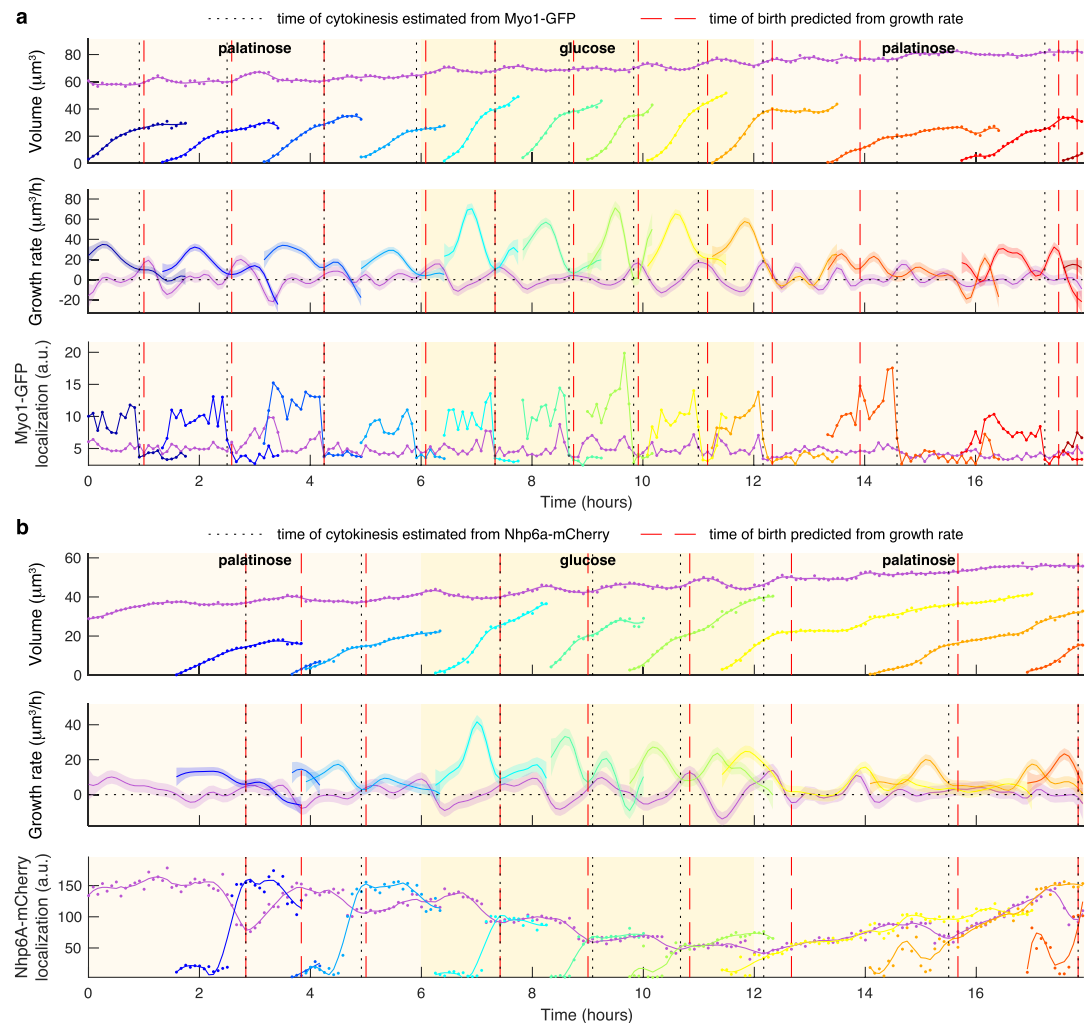 a
time of cytokinesis estimated from Myo1-GFP time of birth predicted from growth rate
palatinose glucose palatinose
Volume (μm³)
80
60
40
20
0
Growth rate (μm³/h)
80
60
40
20
0
-20
Myo1-GFP
localization (a.u.)
20
15
10
5
0 2 4 6 8 10 12 14 16
Time (hours)
b
time of cytokinesis estimated from Nhp6a-mCherry time of birth predicted from growth rate
palatinose glucose palatinose
Volume (μm³)
60
40
20
0
Growth rate (μm³/h)
40
20
0
Nhp6A-mCherry
localization (a.u.)
150
100
50
0 2 4 6 8 10 12 14 16
Time (hours)